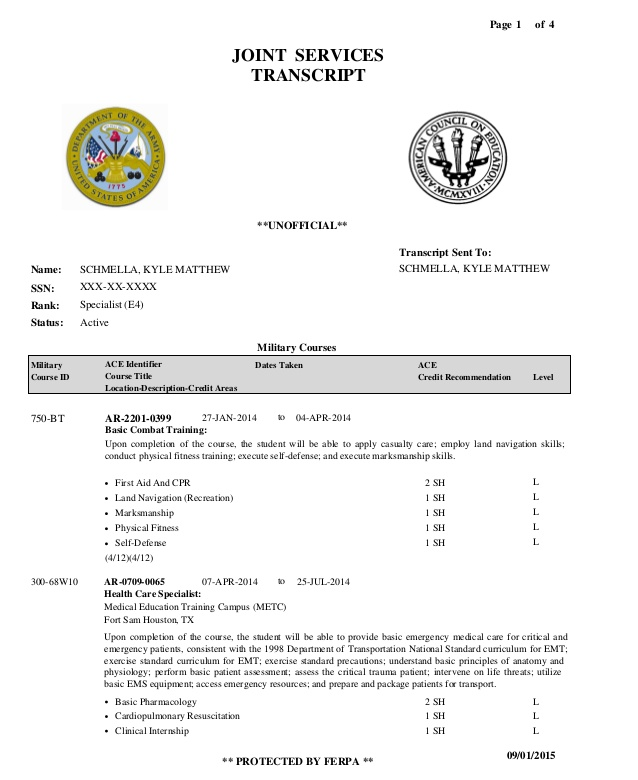 Page 1 of 4
JOINT SERVICES
TRANSCRIPT
DEPARTMENT OF THE ARMY
UNITED STATES OF AMERICA
1775
AMERICAN COUNCIL ON EDUCATION
MCMXVIII
**UNOFFICIAL**
Transcript Sent To:
SCHMELLA, KYLE MATTHEW
Name: SCHMELLA, KYLE MATTHEW
SSN: XXX-XX-XXXX
Rank: Specialist (E4)
Status: Active
Military Courses
Military ACE Identifier Dates Taken ACE
Course ID Course Title Credit Recommendation Level
Location-Description-Credit Areas
750-BT AR-2201-0399 27-JAN-2014 to 04-APR-2014
Basic Combat Training:
Upon completion of the course, the student will be able to apply casualty care; employ land navigation skills;
conduct physical fitness training; execute self-defense; and execute marksmanship skills.
• First Aid And CPR 2 SH L
• Land Navigation (Recreation) 1 SH L
• Marksmanship 1 SH L
• Physical Fitness 1 SH L
• Self-Defense 1 SH L
(4/12)(4/12)
300-68W10 AR-0709-0065 07-APR-2014 to 25-JUL-2014
Health Care Specialist:
Medical Education Training Campus (METC)
Fort Sam Houston, TX
Upon completion of the course, the student will be able to provide basic emergency medical care for critical and
emergency patients, consistent with the 1998 Department of Transportation National Standard curriculum for EMT;
exercise standard curriculum for EMT; exercise standard precautions; understand basic principles of anatomy and
physiology; perform basic patient assessment; assess the critical trauma patient; intervene on life threats; utilize
basic EMS equipment; access emergency resources; and prepare and package patients for transport.
• Basic Pharmacology 2 SH L
• Cardiopulmonary Resuscitation 1 SH L
• Clinical Internship 1 SH L
09/01/2015
** PROTECTED BY FERPA **